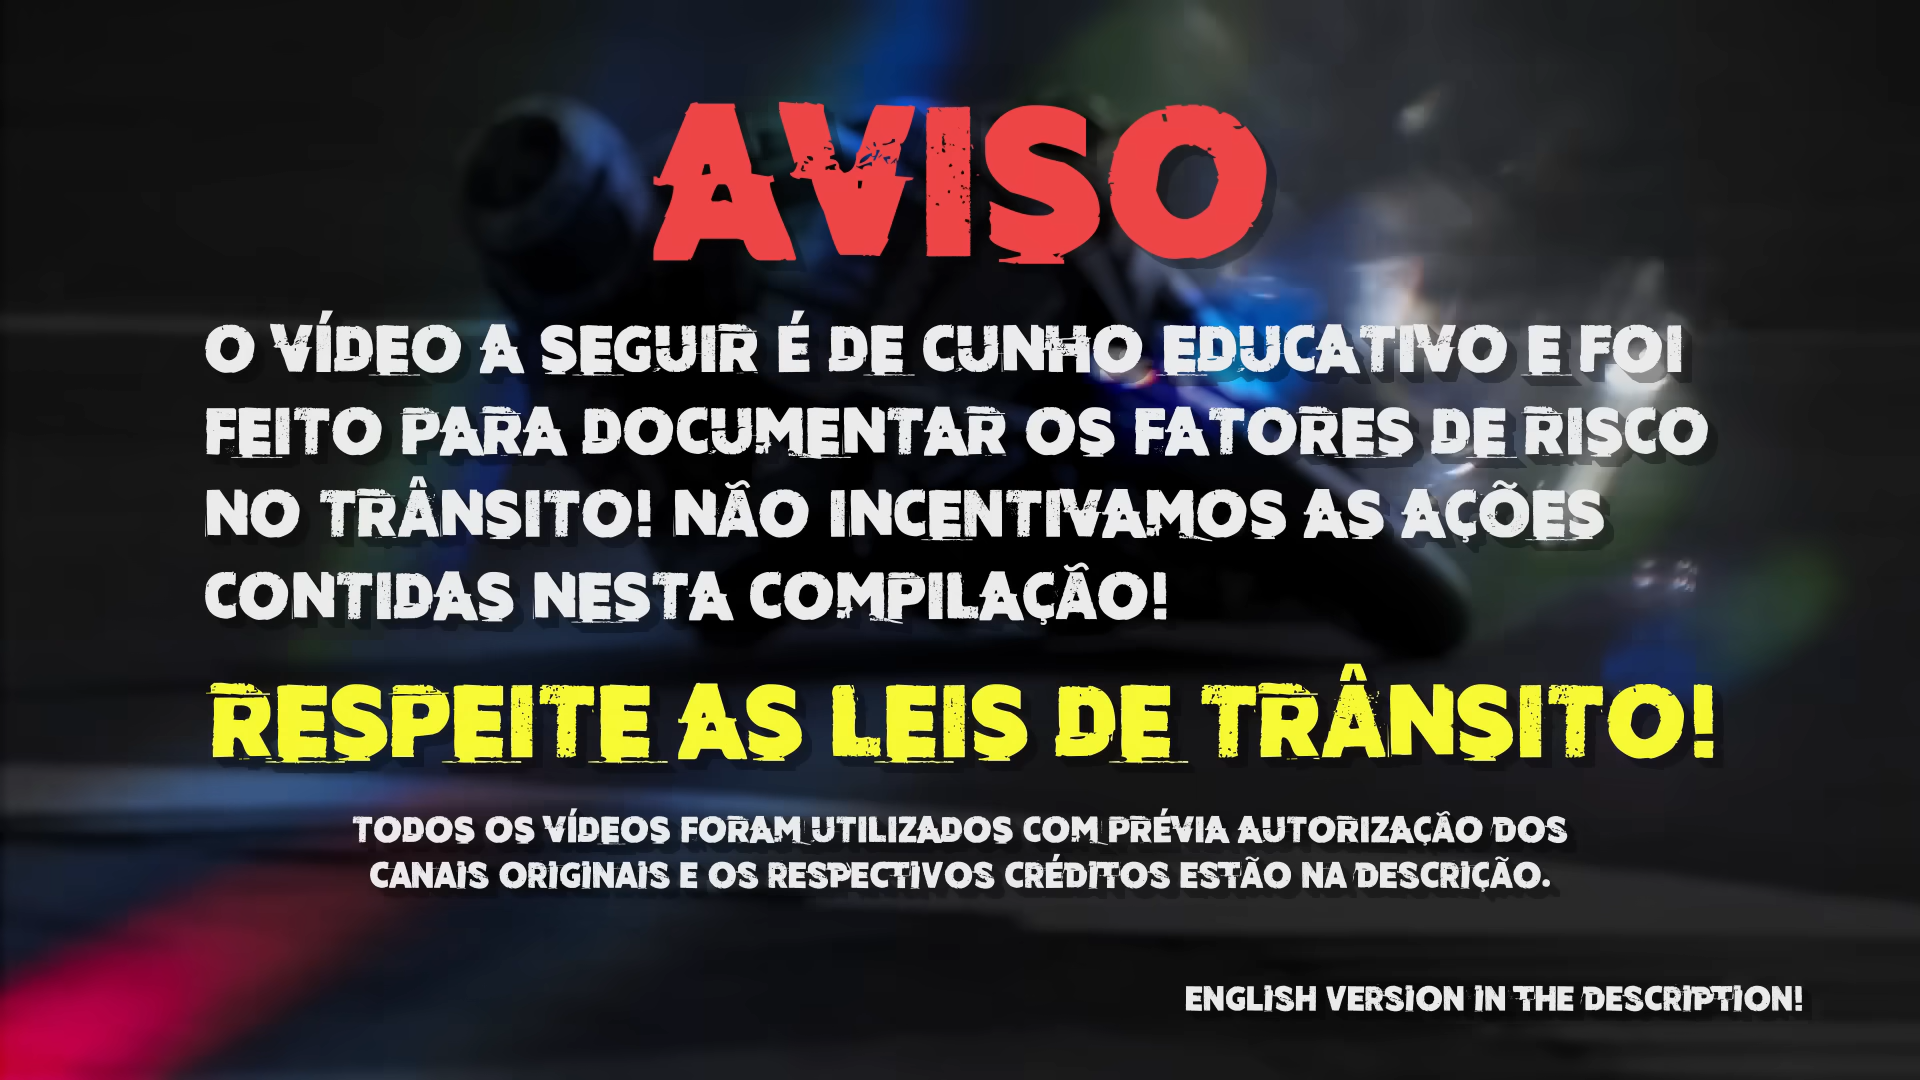 AVISO
O VÍDEO A SEGUIR É DE CUNHO EDUCATIVO E FOI
FEITO PARA DOCUMENTAR OS FATORES DE RISCO
NO TRÂNSITO! NÃO INCENTIVAMOS AS AÇÕES
CONTIDAS NESTA COMPILAÇÃO!
RESPEITE AS LEIS DE TRÂNSITO!
TODOS OS VÍDEOS FORAM UTILIZADOS COM PRÉVIA AUTORIZAÇÃO DOS
CANAIS ORIGINAIS E OS RESPECTIVOS CRÉDITOS ESTÃO NA DESCRIÇÃO.
ENGLISH VERSION IN THE DESCRIPTION!